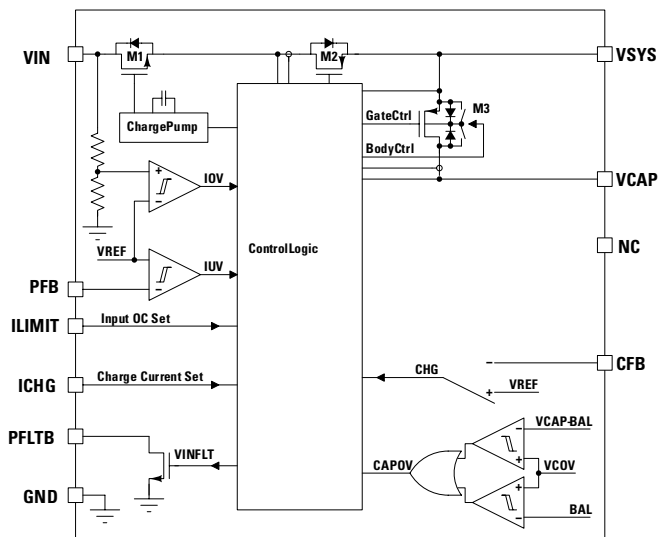 VIN
M1
M2
VSYS
ChargePump
GateCtrl
M3
BodyCtrl
+
IOV
−
VCAP
VREF
ControlLogic
NC
+
IUV
−
PFB
ILIMIT
Input OC Set
CFB
−
CHG
+
VREF
ICHG
Charge Current Set
VCAP-BAL
−
PFLTB
VINFLT
CAPOV
+
VCOV
+
GND
BAL
−